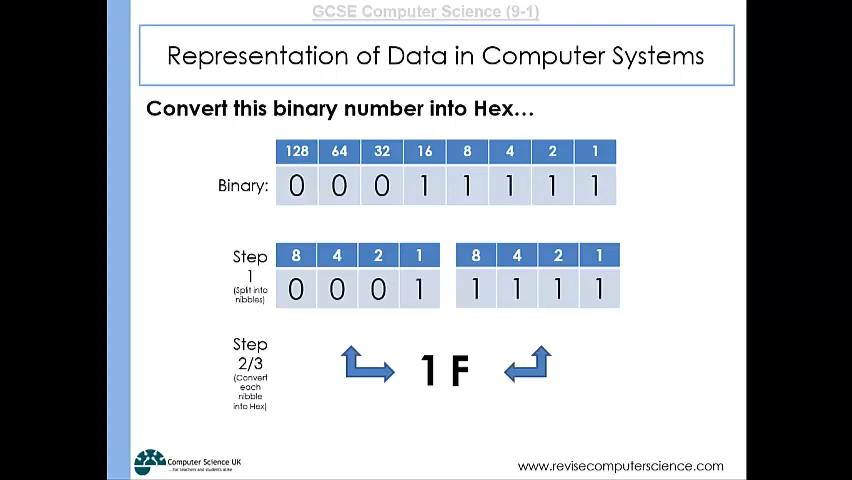 GCSE Computer Science (9-1)
Representation of Data in Computer Systems
Convert this binary number into Hex...
128 64 32 16 8 4 2 1
Binary: 0 0 0 1 1 1 1 1
Step 8 4 2 1 8 4 2 1
1
(Split into 0 0 0 1 1 1 1 1
nibbles)
Step
2/3 1 F
(Convert
each
nibble
into Hex)
Computer Science UK
...for teachers and students alike
www.revisecomputerscience.com